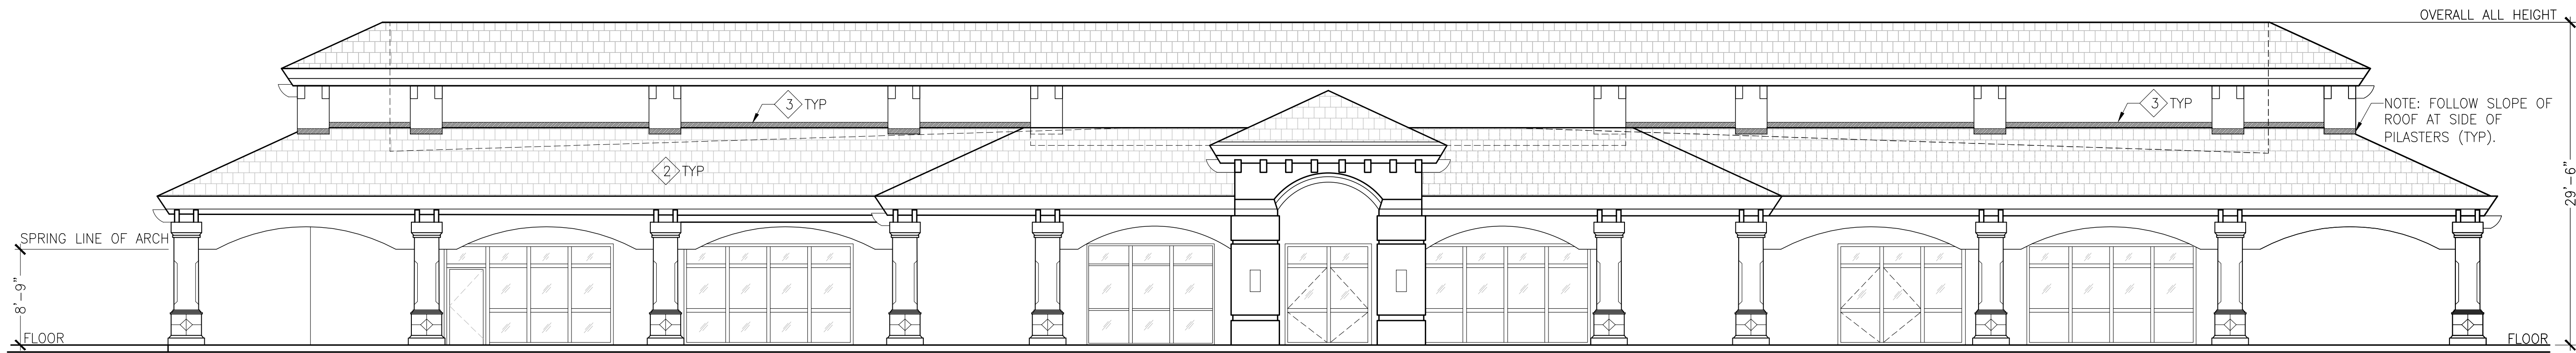 OVERALL ALL HEIGHT
3 TYP
3 TYP
NOTE: FOLLOW SLOPE OF
ROOF AT SIDE OF
PILASTERS (TYP).
2 TYP
29'-6"
SPRING LINE OF ARCH
8'-9"
FLOOR
FLOOR